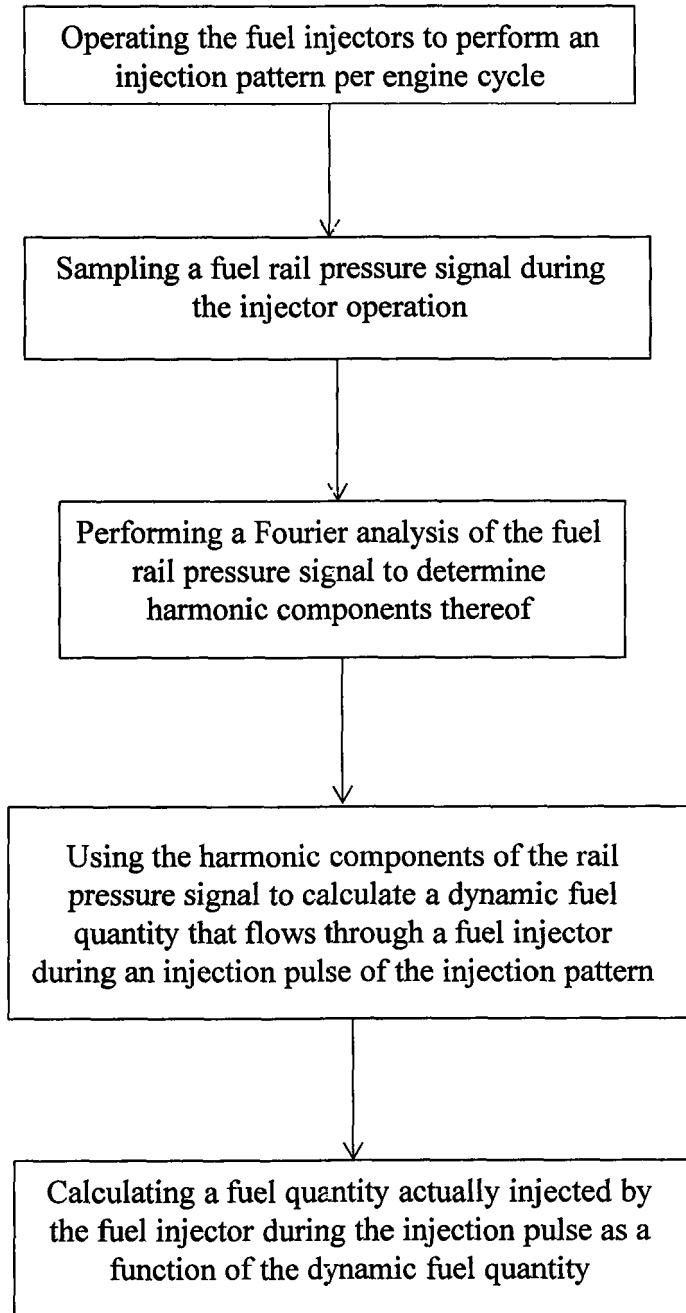 Operating the fuel injectors to perform an
injection pattern per engine cycle
Sampling a fuel rail pressure signal during
the injector operation
Performing a Fourier analysis of the fuel
rail pressure signal to determine
harmonic components thereof
Using the harmonic components of the rail
pressure signal to calculate a dynamic fuel
quantity that flows through a fuel injector
during an injection pulse of the injection pattern
Calculating a fuel quantity actually injected by
the fuel injector during the injection pulse as a
function of the dynamic fuel quantity